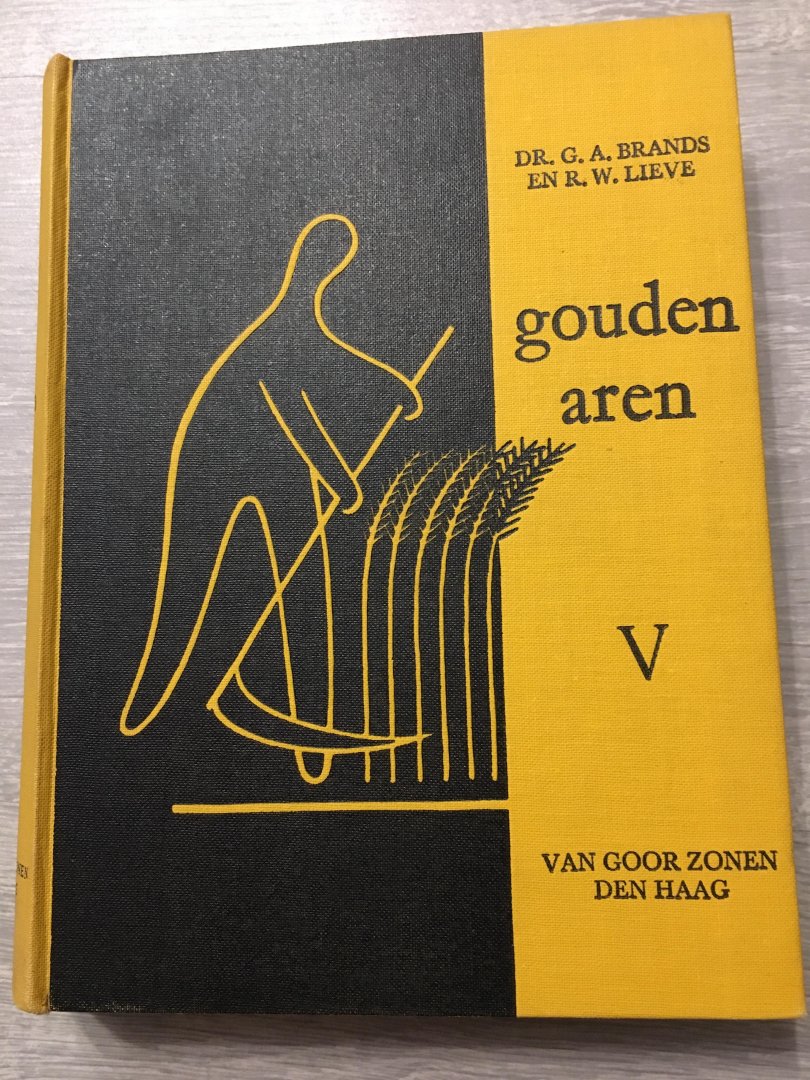 DR. G. A. BRANDS
EN R. W. LIEVE
gouden
aren
V
VAN GOOR ZONEN
DEN HAAG